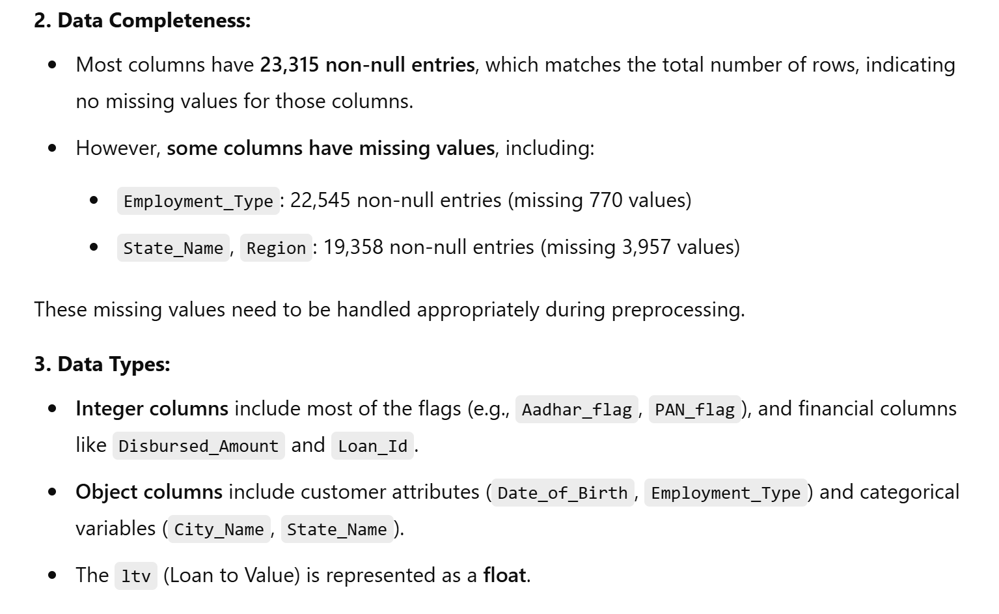 2. Data Completeness:
• Most columns have 23,315 non-null entries, which matches the total number of rows, indicating
no missing values for those columns.
• However, some columns have missing values, including:
• Employment_Type: 22,545 non-null entries (missing 770 values)
• State_Name, Region: 19,358 non-null entries (missing 3,957 values)
These missing values need to be handled appropriately during preprocessing.
3. Data Types:
• Integer columns include most of the flags (e.g., Aadhar_flag, PAN_flag), and financial columns
like Disbursed_Amount and Loan_Id.
• Object columns include customer attributes (Date_of_Birth, Employment_Type) and categorical
variables (City_Name, State_Name).
• The ltv (Loan to Value) is represented as a float.